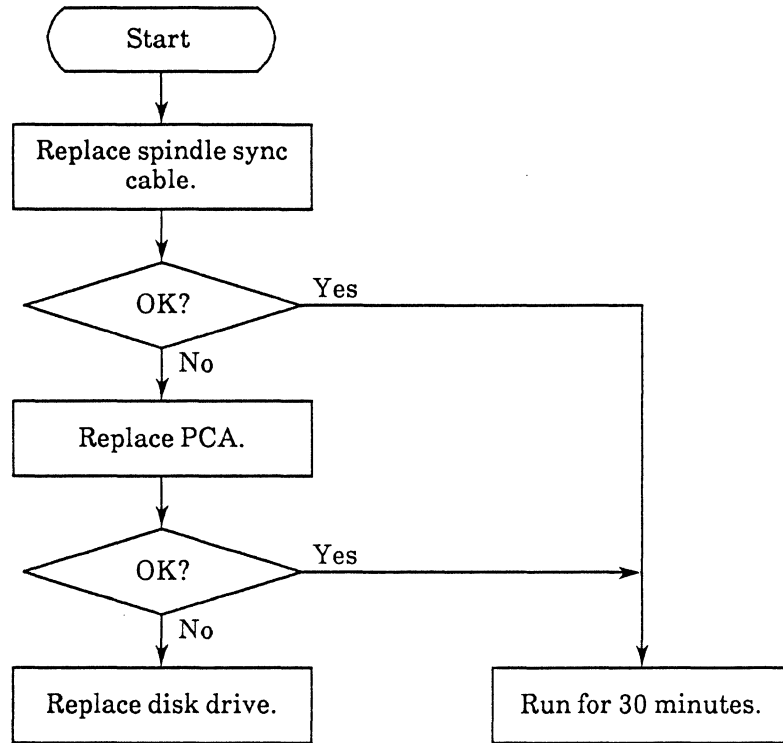 Start
Replace spindle sync
cable.
OK?
Yes
No
Replace PCA.
OK?
Yes
No
Replace disk drive.
Run for 30 minutes.